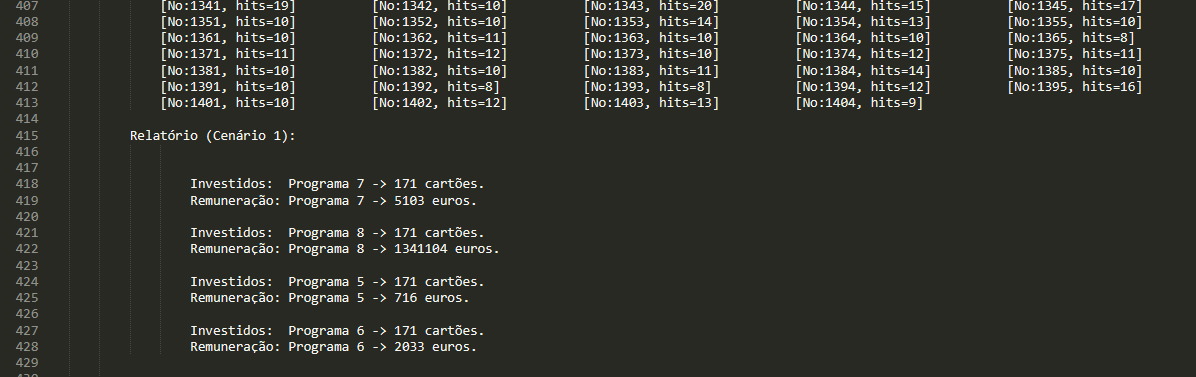 407 [No:1341, hits=19] [No:1342, hits=10] [No:1343, hits=20] [No:1344, hits=15] [No:1345, hits=17]
408 [No:1351, hits=10] [No:1352, hits=10] [No:1353, hits=14] [No:1354, hits=13] [No:1355, hits=10]
409 [No:1361, hits=10] [No:1362, hits=11] [No:1363, hits=10] [No:1364, hits=10] [No:1365, hits=8]
410 [No:1371, hits=11] [No:1372, hits=12] [No:1373, hits=10] [No:1374, hits=12] [No:1375, hits=11]
411 [No:1381, hits=10] [No:1382, hits=10] [No:1383, hits=11] [No:1384, hits=14] [No:1385, hits=10]
412 [No:1391, hits=10] [No:1392, hits=8] [No:1393, hits=8] [No:1394, hits=12] [No:1395, hits=16]
413 [No:1401, hits=10] [No:1402, hits=12] [No:1403, hits=13] [No:1404, hits=9]
414
415 Relatório (Cenário 1):
416
417
418 Investidos: Programa 7 -> 171 cartões.
419 Remuneração: Programa 7 -> 5103 euros.
420
421 Investidos: Programa 8 -> 171 cartões.
422 Remuneração: Programa 8 -> 1341104 euros.
423
424 Investidos: Programa 5 -> 171 cartões.
425 Remuneração: Programa 5 -> 716 euros.
426
427 Investidos: Programa 6 -> 171 cartões.
428 Remuneração: Programa 6 -> 2033 euros.
429